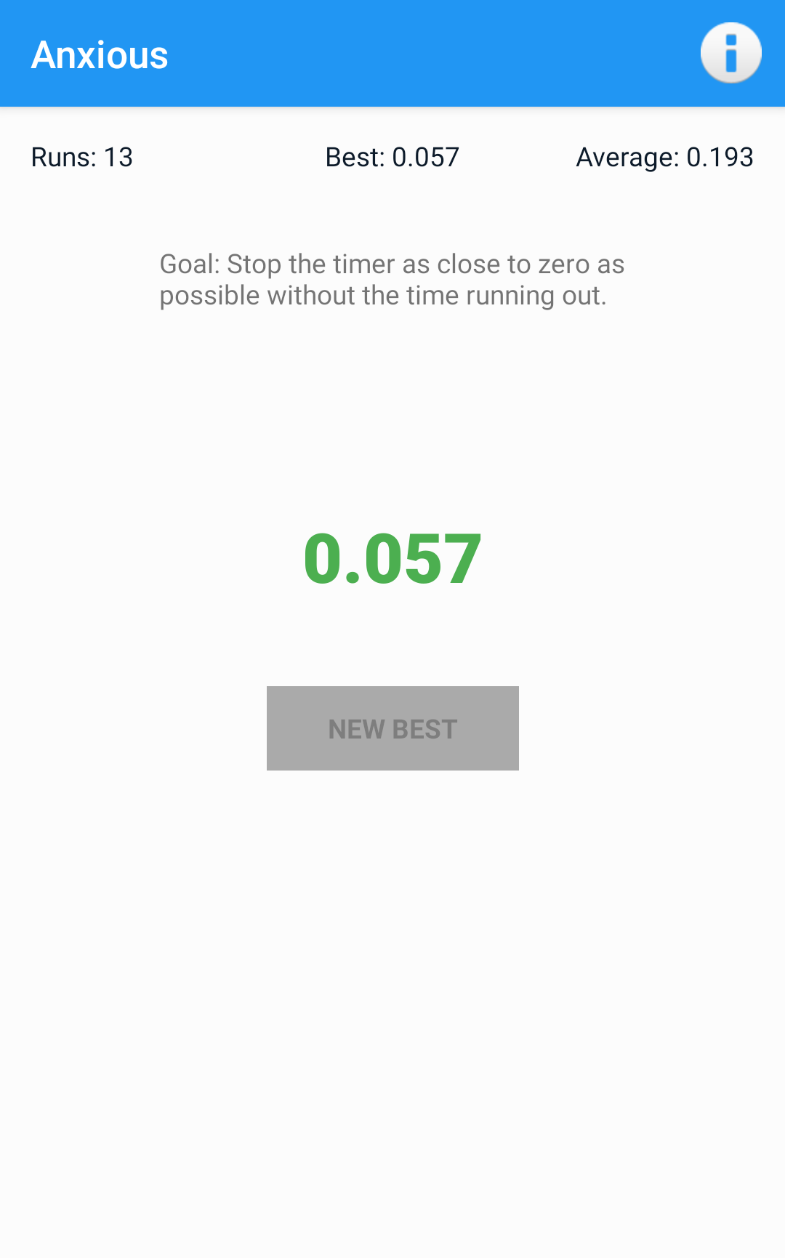 Anxious
Runs: 13
Best: 0.057
Average: 0.193
Goal: Stop the timer as close to zero as
possible without the time running out.
0.057
NEW BEST